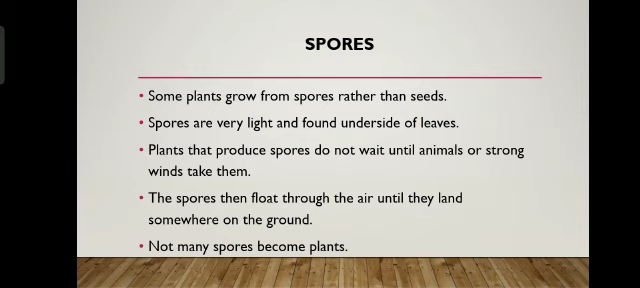 SPORES
• Some plants grow from spores rather than seeds.
• Spores are very light and found underside of leaves.
• Plants that produce spores do not wait until animals or strong
winds take them.
• The spores then float through the air until they land
somewhere on the ground.
• Not many spores become plants.